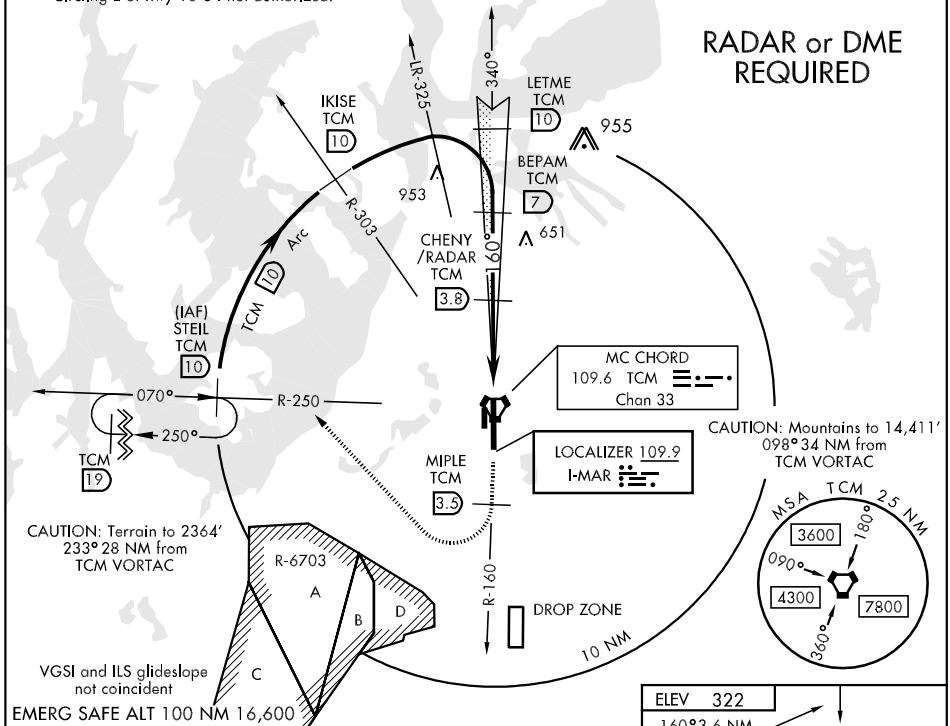 RADAR or DME
REQUIRED
LR-325
340°
LETME
TCM
10
955
IKISE
TCM
10
953
R-303
BEPAM
TCM
7
651
CHENY
/RADAR
TCM
3.8
160°
TCM 10 Arc
(IAF)
STEIL
TCM
10
070°
R-250
250°
TCM
19
MC CHORD
109.6 TCM
Chan 33
LOCALIZER 109.9
I-MAR
CAUTION: Mountains to 14,411'
098° 34 NM from
TCM VORTAC
MIPLE
TCM
3.5
CAUTION: Terrain to 2364'
233° 28 NM from
TCM VORTAC
MSA TCM 25 NM
3600
180°
090°
4300
7800
360°
R-6703
A
B
C
D
R-160
DROP ZONE
10 NM
VGSI and ILS glideslope
not coincident
EMERG SAFE ALT 100 NM 16,600
ELEV 322
160° 3.6 NM